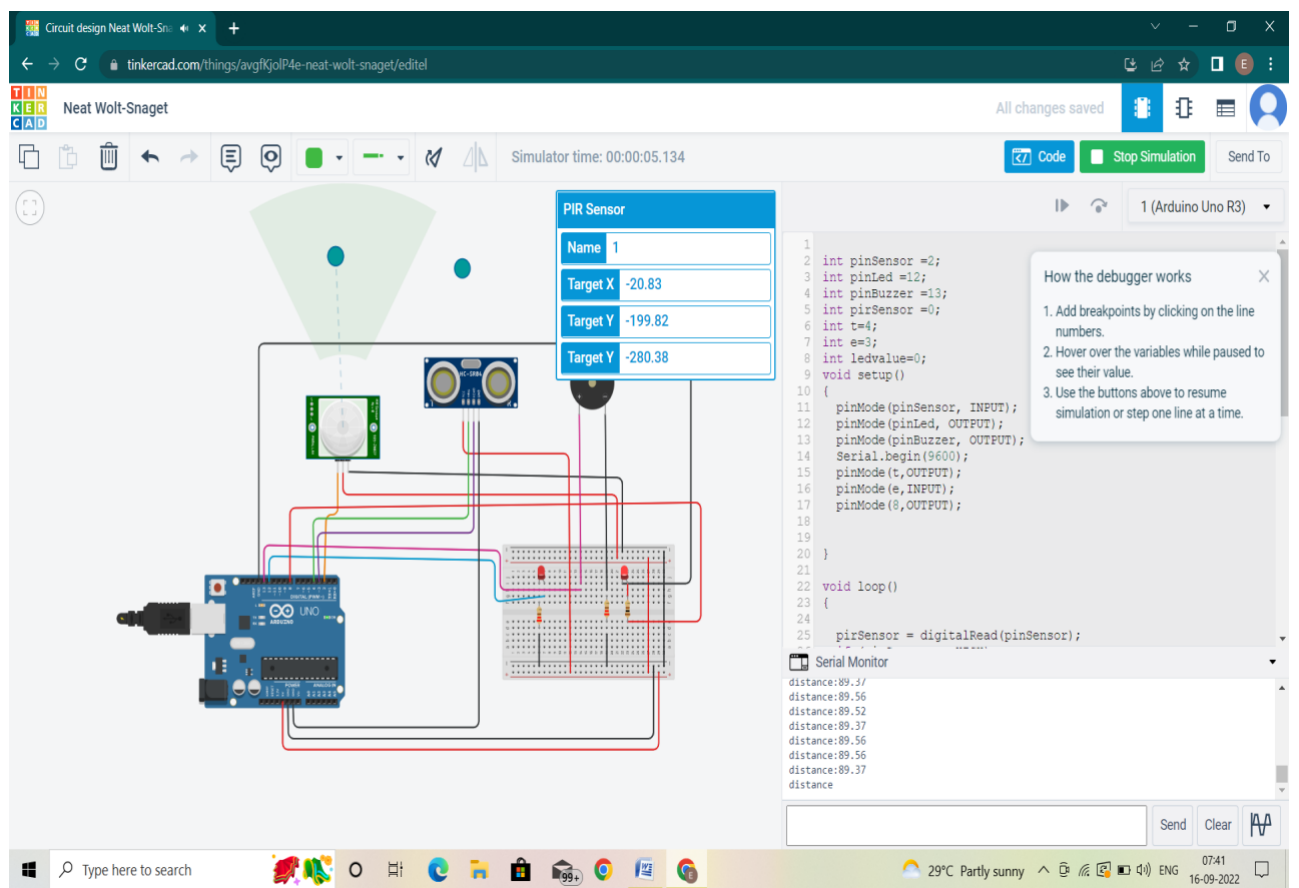 Circuit design Neat Wolt-Sna
tinkercad.com/things/avgfKjolP4e-neat-wolt-snaget/editel
E
TIN
KER
CAD
Neat Wolt-Snaget
All changes saved
Simulator time: 00:00:05.134
Code
Stop Simulation
Send To
1 (Arduino Uno R3)
PIR Sensor
Name 1
Target X -20.83
Target Y -199.82
Target Y -280.38
HC-SR04
DIGITAL (PWM~)
UNO
ARDUINO
POWER
ANALOG IN
1
2 int pinSensor =2;
3 int pinLed =12;
4 int pinBuzzer =13;
5 int pirSensor =0;
6 int t=4;
7 int e=3;
8 int ledvalue=0;
9 void setup()
10 {
11 pinMode(pinSensor, INPUT);
12 pinMode(pinLed, OUTPUT);
13 pinMode(pinBuzzer, OUTPUT);
14 Serial.begin(9600);
15 pinMode(t,OUTPUT);
16 pinMode(e,INPUT);
17 pinMode(8,OUTPUT);
18
19
20 }
21
22 void loop()
23 {
24
25 pirSensor = digitalRead(pinSensor);
How the debugger works
1. Add breakpoints by clicking on the line
numbers.
2. Hover over the variables while paused to
see their value.
3. Use the buttons above to resume
simulation or step one line at a time.
Serial Monitor
distance:89.37
distance:89.56
distance:89.52
distance:89.37
distance:89.56
distance:89.56
distance:89.37
distance
Send
Clear
Type here to search
99+
29°C Partly sunny
ENG
07:41
16-09-2022